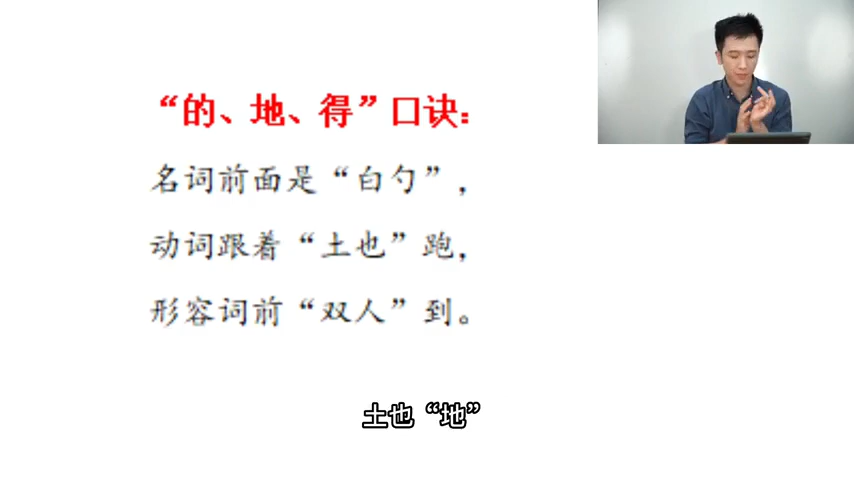 “的、地、得”口诀：
名词前面是“白勺”，
动词跟着“土也”跑，
形容词前“双人”到。
土也“地”